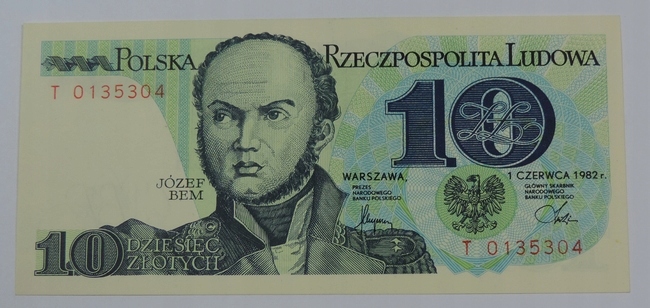 POLSKA RZECZPOSPOLITA LUDOWA
T 0135304
10
JÓZEF
BEM
WARSZAWA, 1 CZERWCA 1982 r.
PREZES
NARODOWEGO
BANKU POLSKIEGO
GŁÓWNY SKARBNIK
NARODOWEGO
BANKU POLSKIEGO
T 0135304
10 DZIESIĘĆ
ZŁOTYCH